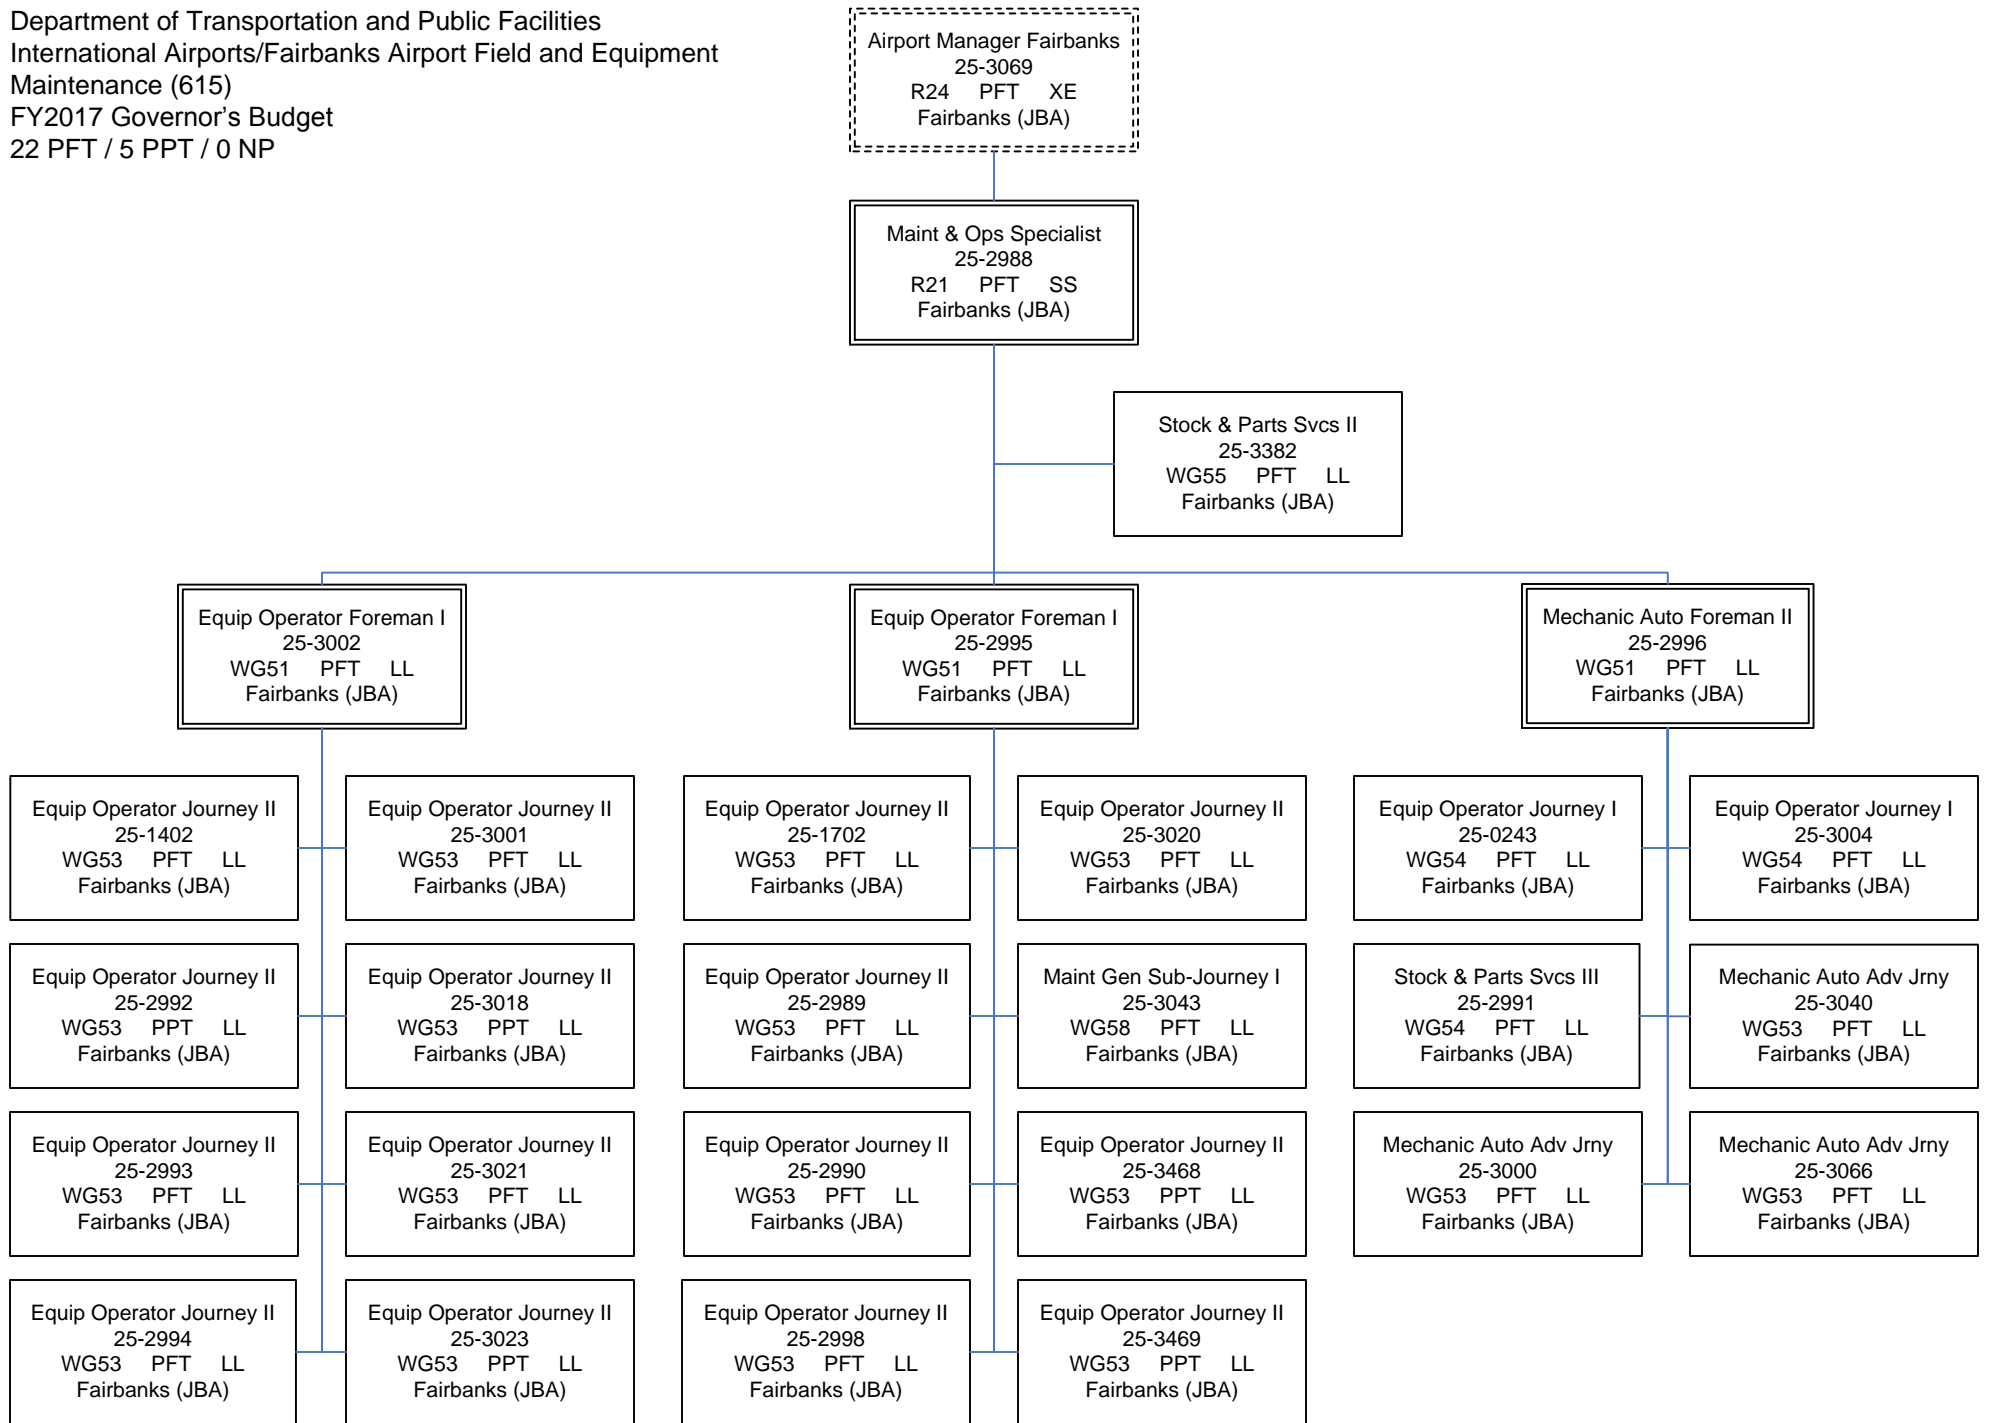 Department of Transportation and Public Facilities
International Airports/Fairbanks Airport Field and Equipment
Maintenance (615)
FY2017 Governor's Budget
22 PFT / 5 PPT / 0 NP
Airport Manager Fairbanks
25-3069
R24 PFT XE
Fairbanks (JBA)
Maint & Ops Specialist
25-2988
R21 PFT SS
Fairbanks (JBA)
Stock & Parts Svcs II
25-3382
WG55 PFT LL
Fairbanks (JBA)
Equip Operator Foreman I
25-3002
WG51 PFT LL
Fairbanks (JBA)
Equip Operator Foreman I
25-2995
WG51 PFT LL
Fairbanks (JBA)
Mechanic Auto Foreman II
25-2996
WG51 PFT LL
Fairbanks (JBA)
Equip Operator Journey II
25-1402
WG53 PFT LL
Fairbanks (JBA)
Equip Operator Journey II
25-3001
WG53 PFT LL
Fairbanks (JBA)
Equip Operator Journey II
25-1702
WG53 PFT LL
Fairbanks (JBA)
Equip Operator Journey II
25-3020
WG53 PFT LL
Fairbanks (JBA)
Equip Operator Journey I
25-0243
WG54 PFT LL
Fairbanks (JBA)
Equip Operator Journey I
25-3004
WG54 PFT LL
Fairbanks (JBA)
Equip Operator Journey II
25-2992
WG53 PPT LL
Fairbanks (JBA)
Equip Operator Journey II
25-3018
WG53 PPT LL
Fairbanks (JBA)
Equip Operator Journey II
25-2989
WG53 PFT LL
Fairbanks (JBA)
Maint Gen Sub-Journey I
25-3043
WG58 PFT LL
Fairbanks (JBA)
Stock & Parts Svcs III
25-2991
WG54 PFT LL
Fairbanks (JBA)
Mechanic Auto Adv Jrny
25-3040
WG53 PFT LL
Fairbanks (JBA)
Equip Operator Journey II
25-2993
WG53 PFT LL
Fairbanks (JBA)
Equip Operator Journey II
25-3021
WG53 PFT LL
Fairbanks (JBA)
Equip Operator Journey II
25-2990
WG53 PFT LL
Fairbanks (JBA)
Equip Operator Journey II
25-3468
WG53 PPT LL
Fairbanks (JBA)
Mechanic Auto Adv Jrny
25-3000
WG53 PFT LL
Fairbanks (JBA)
Mechanic Auto Adv Jrny
25-3066
WG53 PFT LL
Fairbanks (JBA)
Equip Operator Journey II
25-2994
WG53 PFT LL
Fairbanks (JBA)
Equip Operator Journey II
25-3023
WG53 PPT LL
Fairbanks (JBA)
Equip Operator Journey II
25-2998
WG53 PFT LL
Fairbanks (JBA)
Equip Operator Journey II
25-3469
WG53 PPT LL
Fairbanks (JBA)